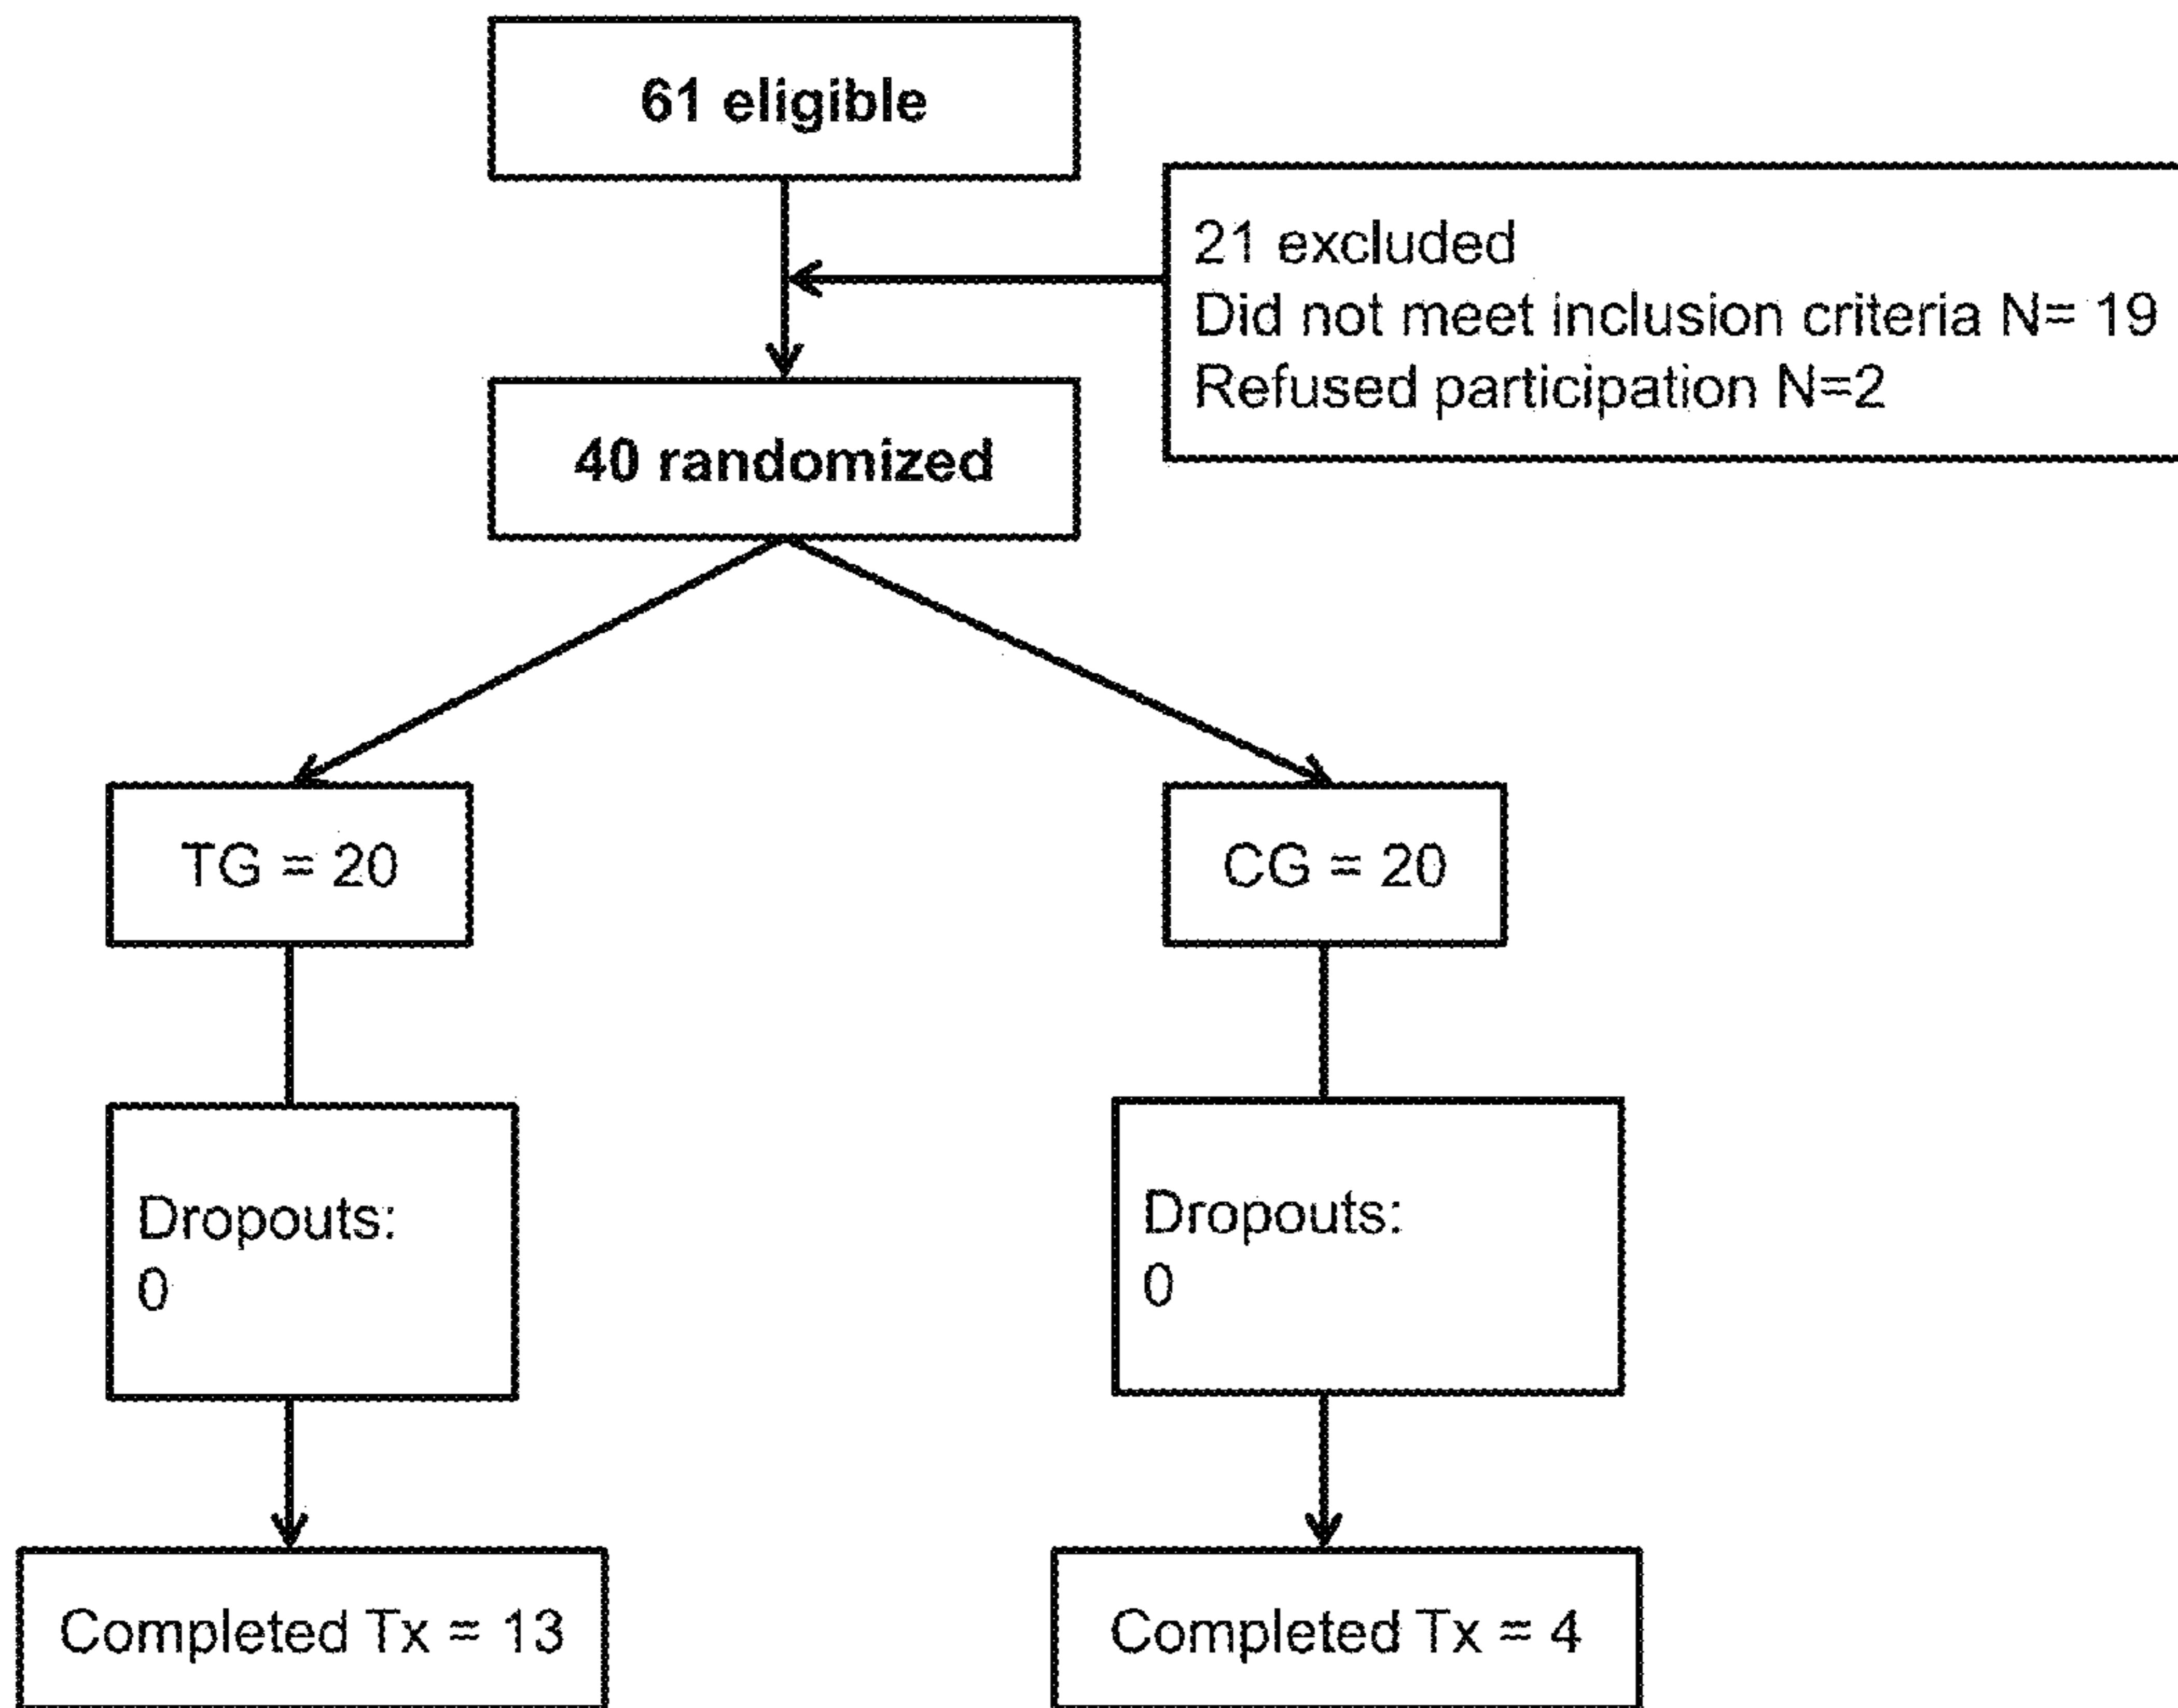 61 eligible
21 excluded
Did not meet inclusion criteria N= 19
Refused participation N=2
40 randomized
TG = 20
CG = 20
Dropouts:
0
Dropouts:
0
Completed Tx = 13
Completed Tx = 4